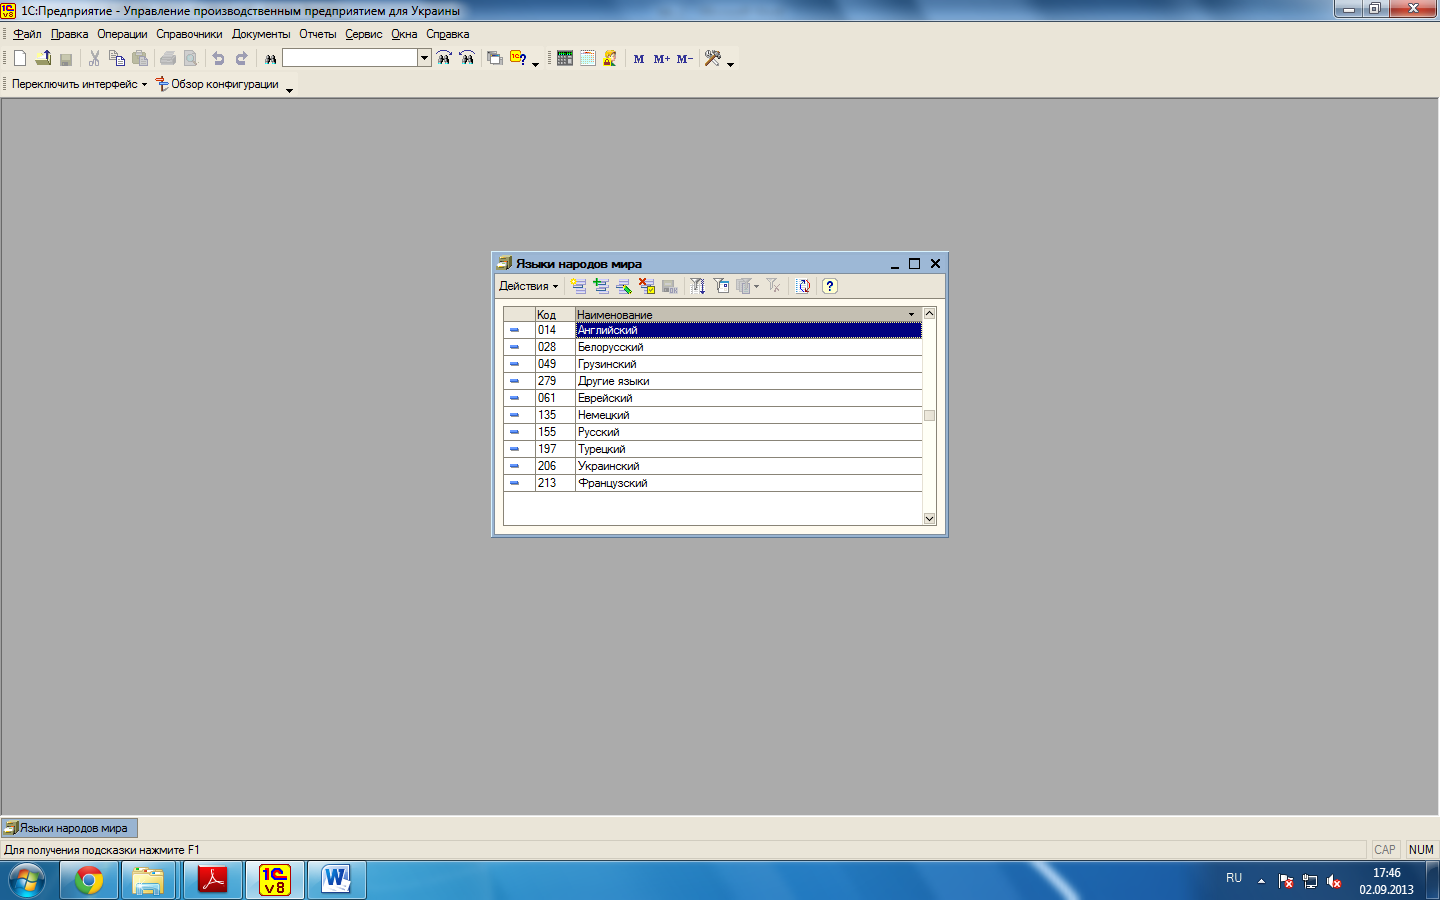 1С:Предприятие - Управление производственным предприятием для Украины
Файл Правка Операции Справочники Документы Отчеты Сервис Окна Справка
M M+ M-
Переключить интерфейс Обзор конфигурации
Языки народов мира
Действия
Код Наименование
014 Английский
028 Белорусский
049 Грузинский
279 Другие языки
061 Еврейский
135 Немецкий
155 Русский
197 Турецкий
206 Украинский
213 Французский
Языки народов мира
Для получения подсказки нажмите F1
CAP NUM
RU
17:46
02.09.2013